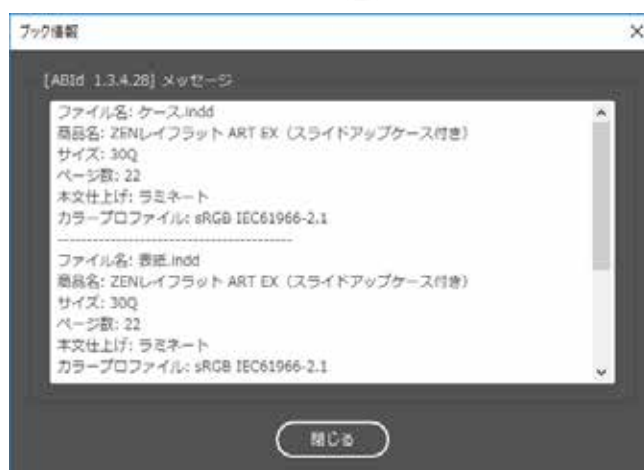 ブック情報
[ABId 1.3.4.28] メッセージ
ファイル名: ケース.indd
商品名: ZENレイフラット ART EX（スライドアップケース付き）
サイズ: 30Q
ページ数: 22
本文仕上げ: ラミネート
カラープロファイル: sRGB IEC61966-2.1
----------------------------------------
ファイル名: 表紙.indd
商品名: ZENレイフラット ART EX（スライドアップケース付き）
サイズ: 30Q
ページ数: 22
本文仕上げ: ラミネート
カラープロファイル: sRGB IEC61966-2.1
閉じる